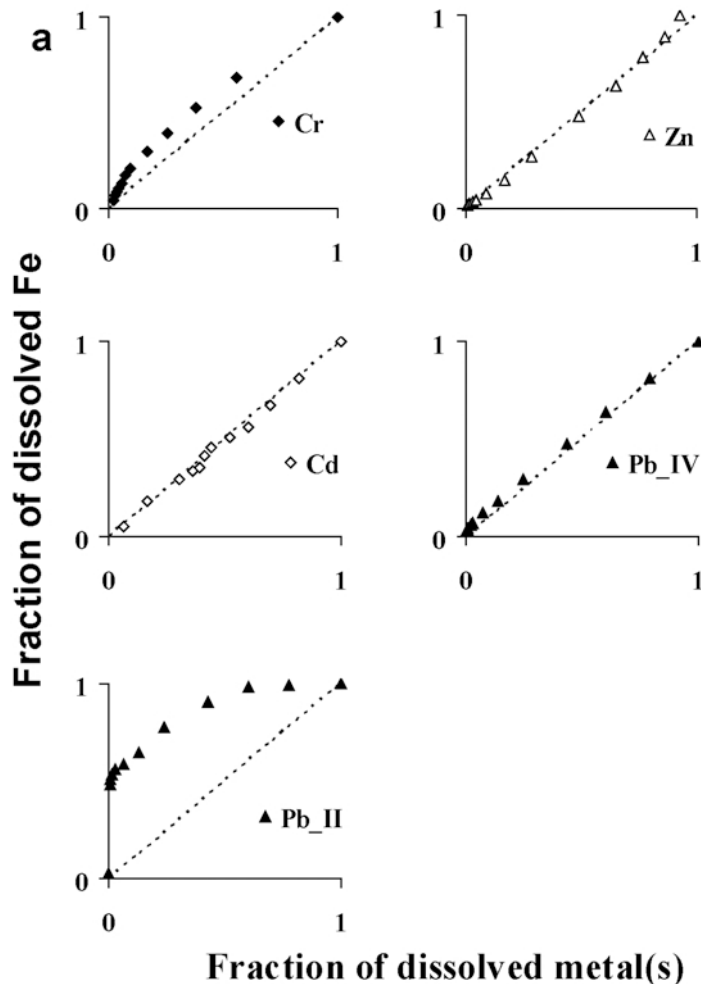 a
1
0
0
1
Cr
1
0
0
1
Zn
1
0
0
1
Cd
1
0
0
1
Pb_IV
1
0
0
1
Pb_II
Fraction of dissolved Fe
Fraction of dissolved metal(s)